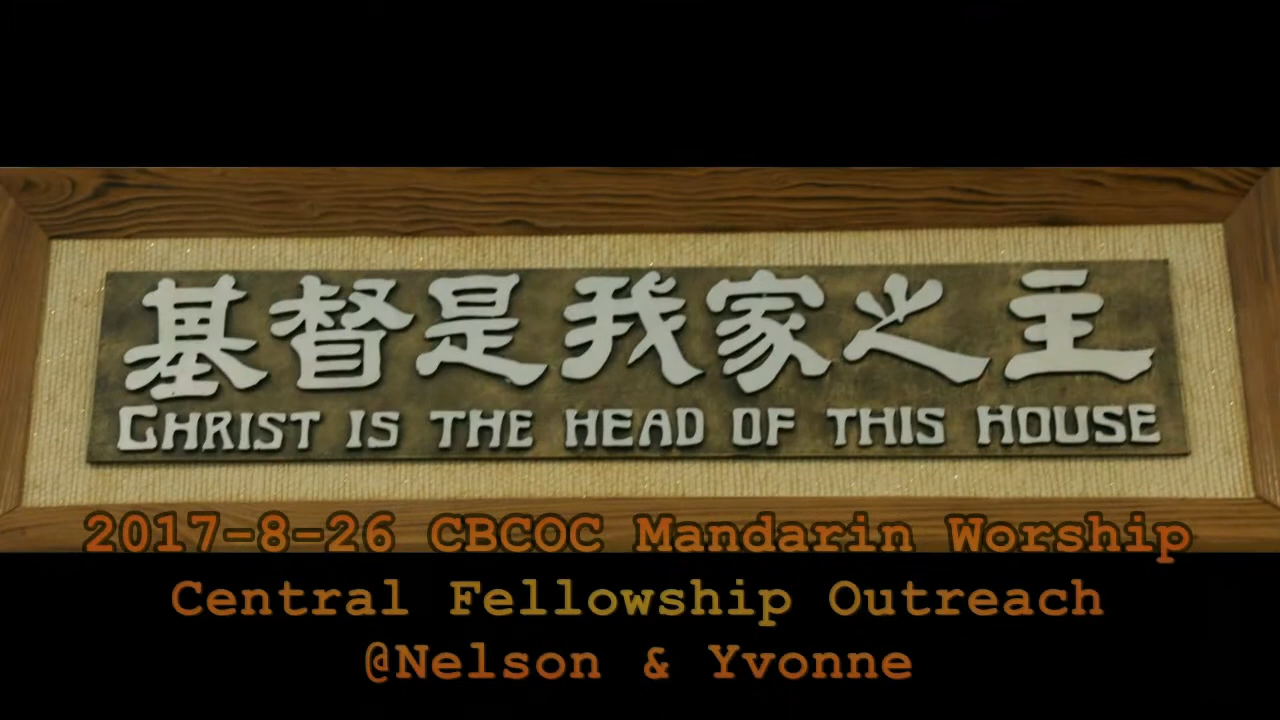 基督是我家之主
CHRIST IS THE HEAD OF THIS HOUSE
2017-8-26 CBCOC Mandarin Worship
Central Fellowship Outreach
@Nelson & Yvonne